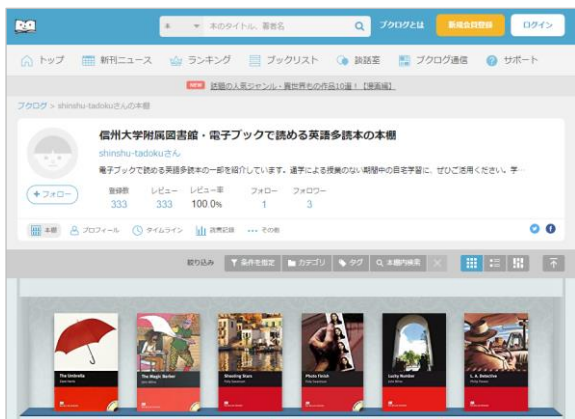 本
本のタイトル、著者名
ブクログとは
新規会員登録
ログイン
トップ
新刊ニュース
ランキング
ブックリスト
談話室
ブクログ通信
サポート
NEW 話題の人気ジャンル・異世界もの作品10選!【漫画編】
ブクログ > shinshu-tadokuさんの本棚
信州大学附属図書館・電子ブックで読める英語多読本の本棚
shinshu-tadokuさん
電子ブックで読める英語多読本の一部を紹介しています。通学による授業のない期間中の自宅学習に、ぜひご活用ください。学…
+フォロー
登録数 レビュー レビュー率 フォロー フォロワー
333 333 100.0% 1 3
本棚 プロフィール タイムライン 読書記録 ••• その他
絞り込み 条件を指定 カテゴリ タグ 本棚内検索
The Umbrella
The Magic Barber
Shooting Stars
Photo Finish
Lucky Number
L. A. Detective